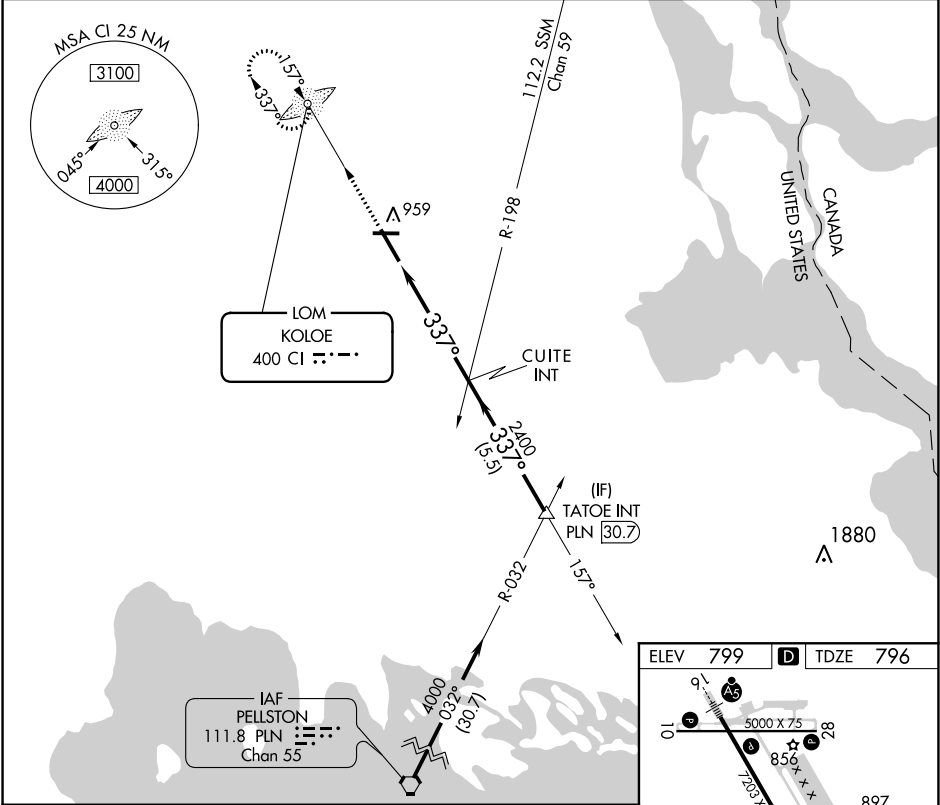 MSA CI 25 NM
3100
045°
315°
4000
157°
337°
112.2 SSM
Chan 59
R-198
959
UNITED STATES
CANADA
LOM
KOLOE
400 CI
337°
CUITE
INT
2400
337°
(5.5)
(IF)
TATOE INT
PLN 30.7
157°
1880
R-032
4000
032°
(30.7)
IAF
PELLSTON
111.8 PLN
Chan 55
ELEV 799 D TDZE 796
16
A5
P
10
5000 X 75
28
P
P
856
7203 X
897